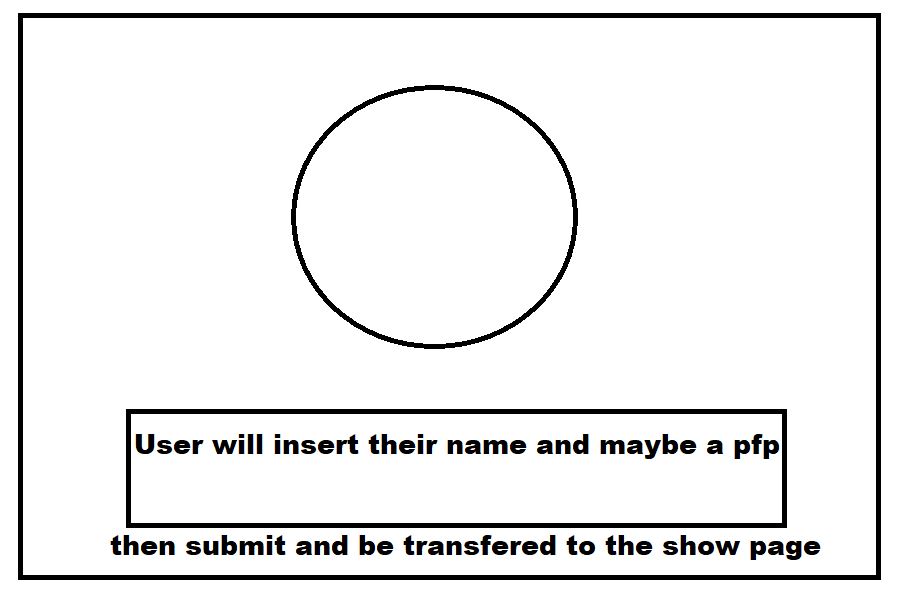 User will insert their name and maybe a pfp
then submit and be transfered to the show page